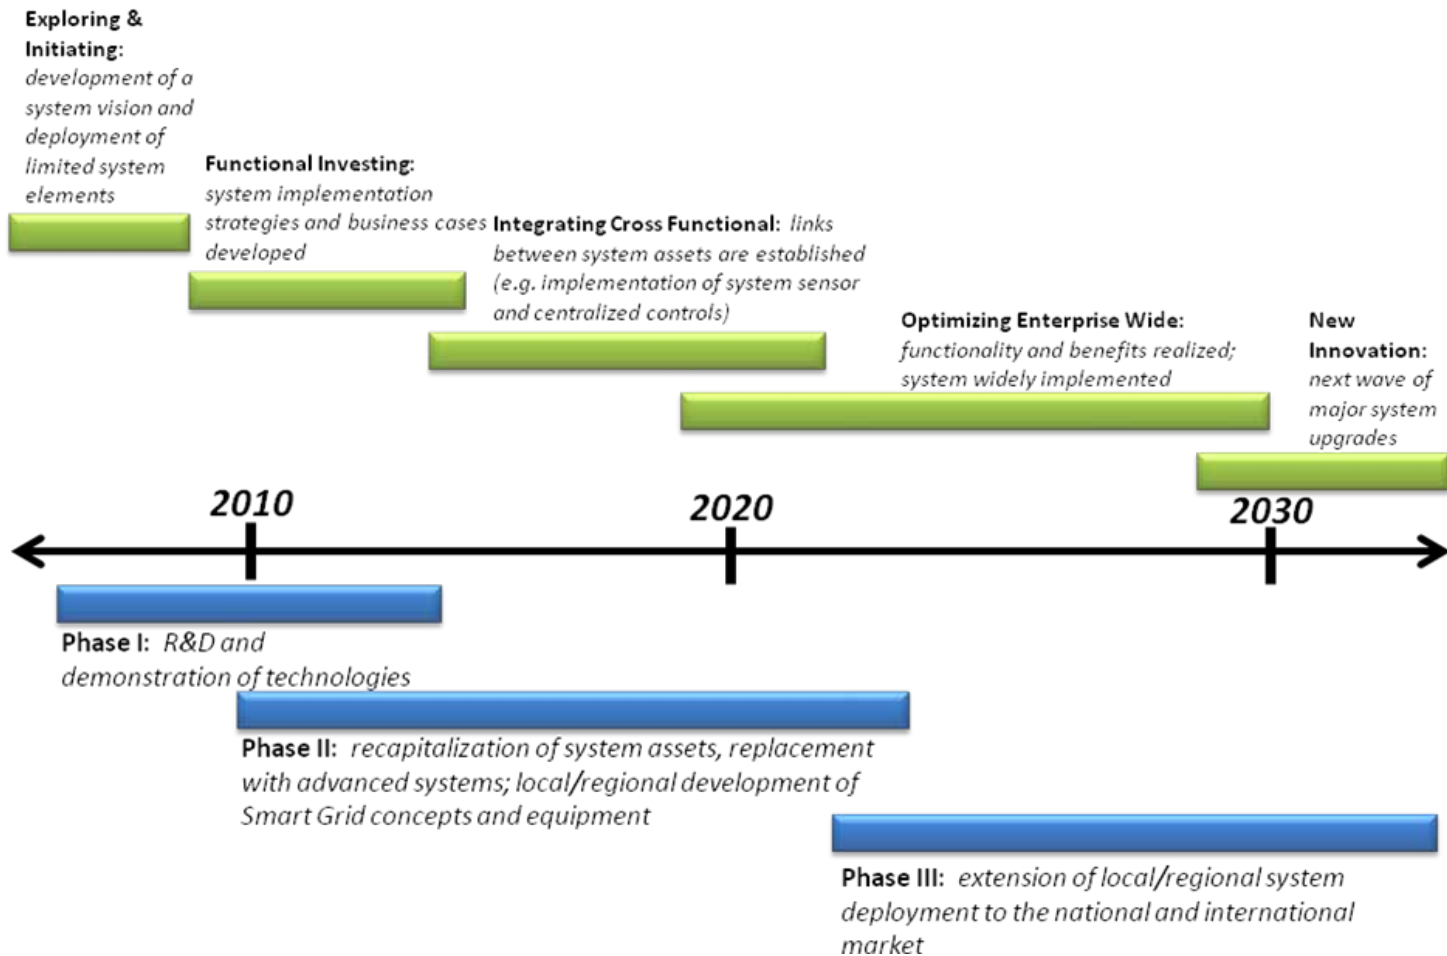 Exploring &
Initiating:
development of a
system vision and
deployment of
limited system
elements
Functional Investing:
system implementation
strategies and business cases
developed
Integrating Cross Functional: links
between system assets are established
(e.g. implementation of system sensor
and centralized controls)
Optimizing Enterprise Wide:
functionality and benefits realized;
system widely implemented
New
Innovation:
next wave of
major system
upgrades
2010
2020
2030
Phase I: R&D and
demonstration of technologies
Phase II: recapitalization of system assets, replacement
with advanced systems; local/regional development of
Smart Grid concepts and equipment
Phase III: extension of local/regional system
deployment to the national and international
market